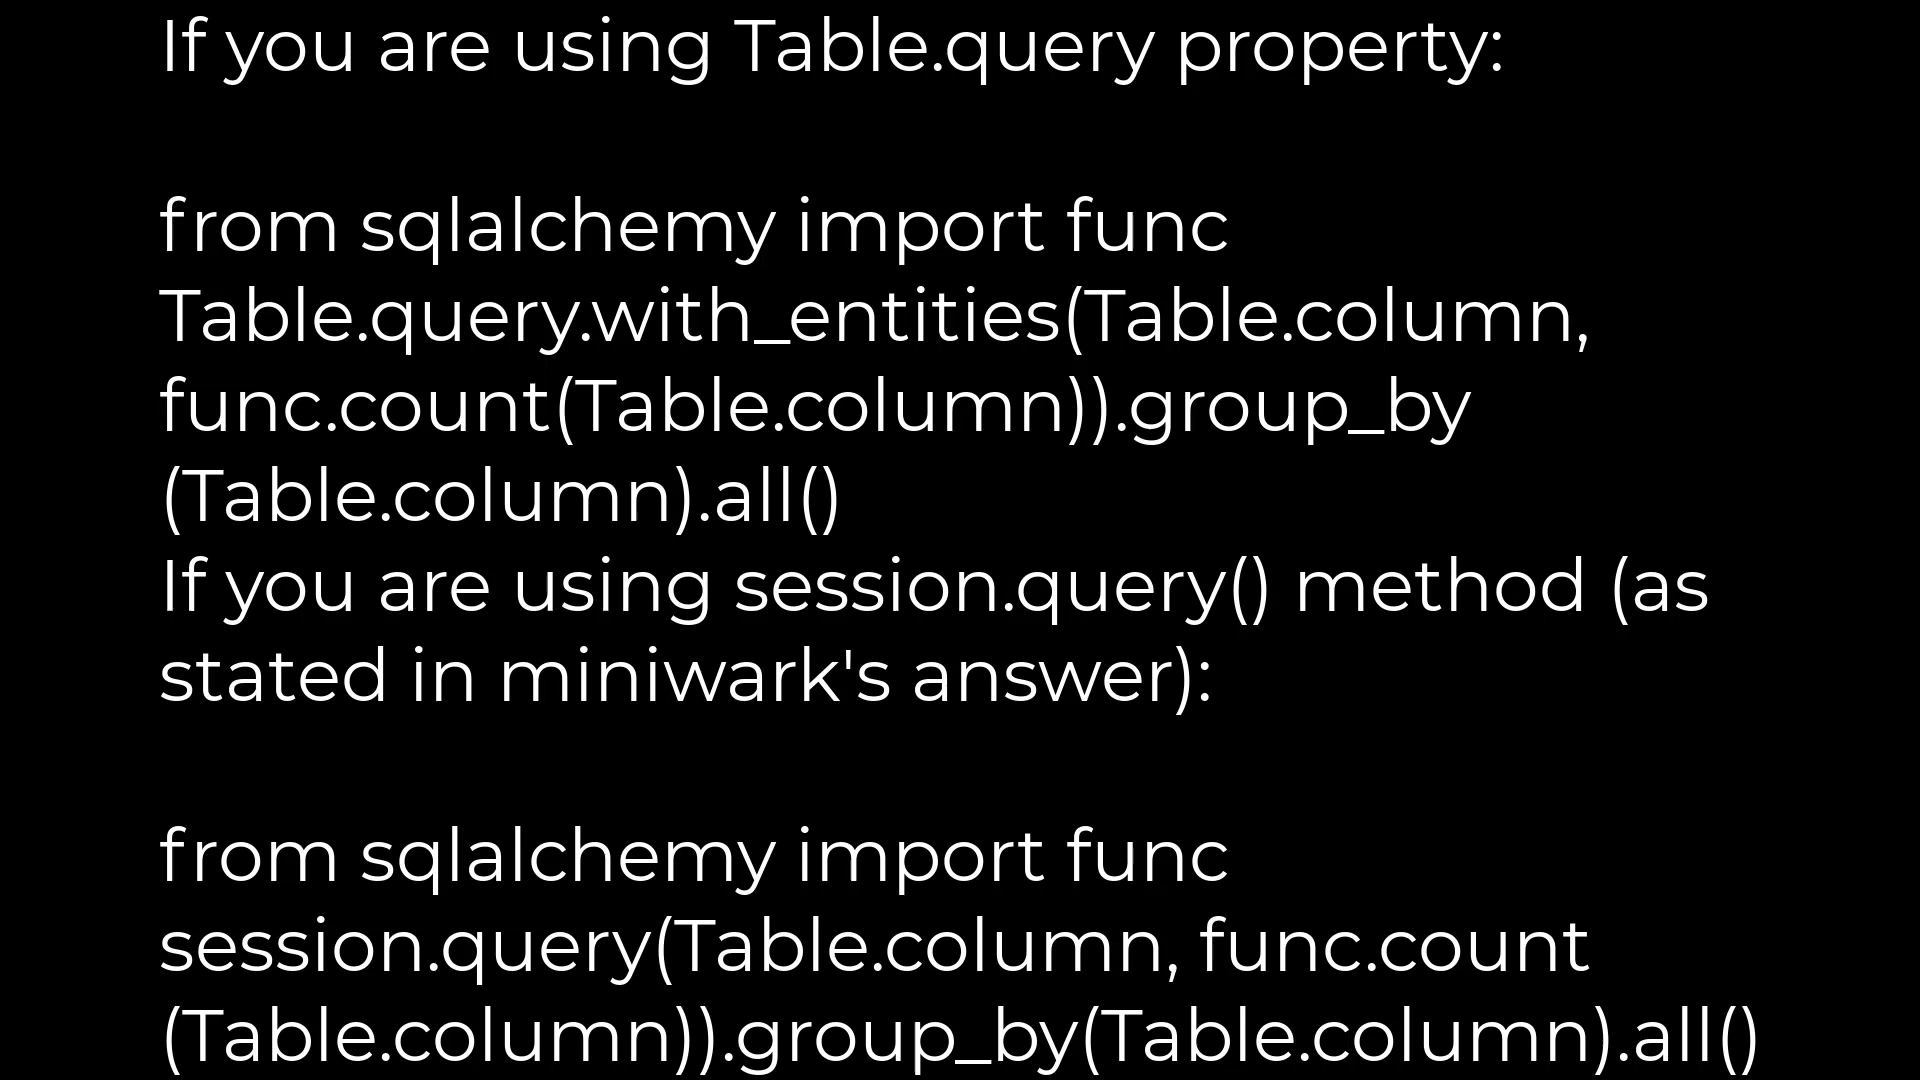 If you are using Table.query property:
from sqlalchemy import func
Table.query.with_entities(Table.column,
func.count(Table.column)).group_by
(Table.column).all()
If you are using session.query() method (as
stated in miniwark's answer):
from sqlalchemy import func
session.query(Table.column, func.count
(Table.column)).group_by(Table.column).all()